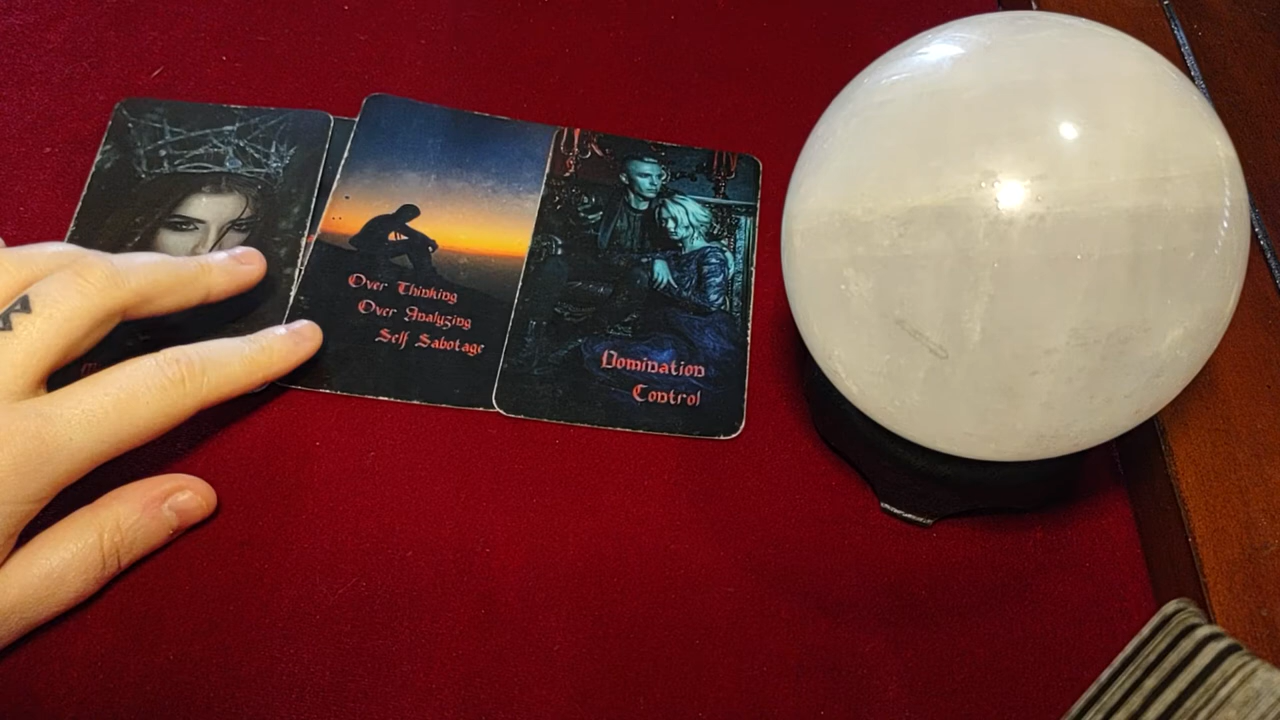 Over Thinking
Over Analyzing
Self Sabotage
Domination
Control